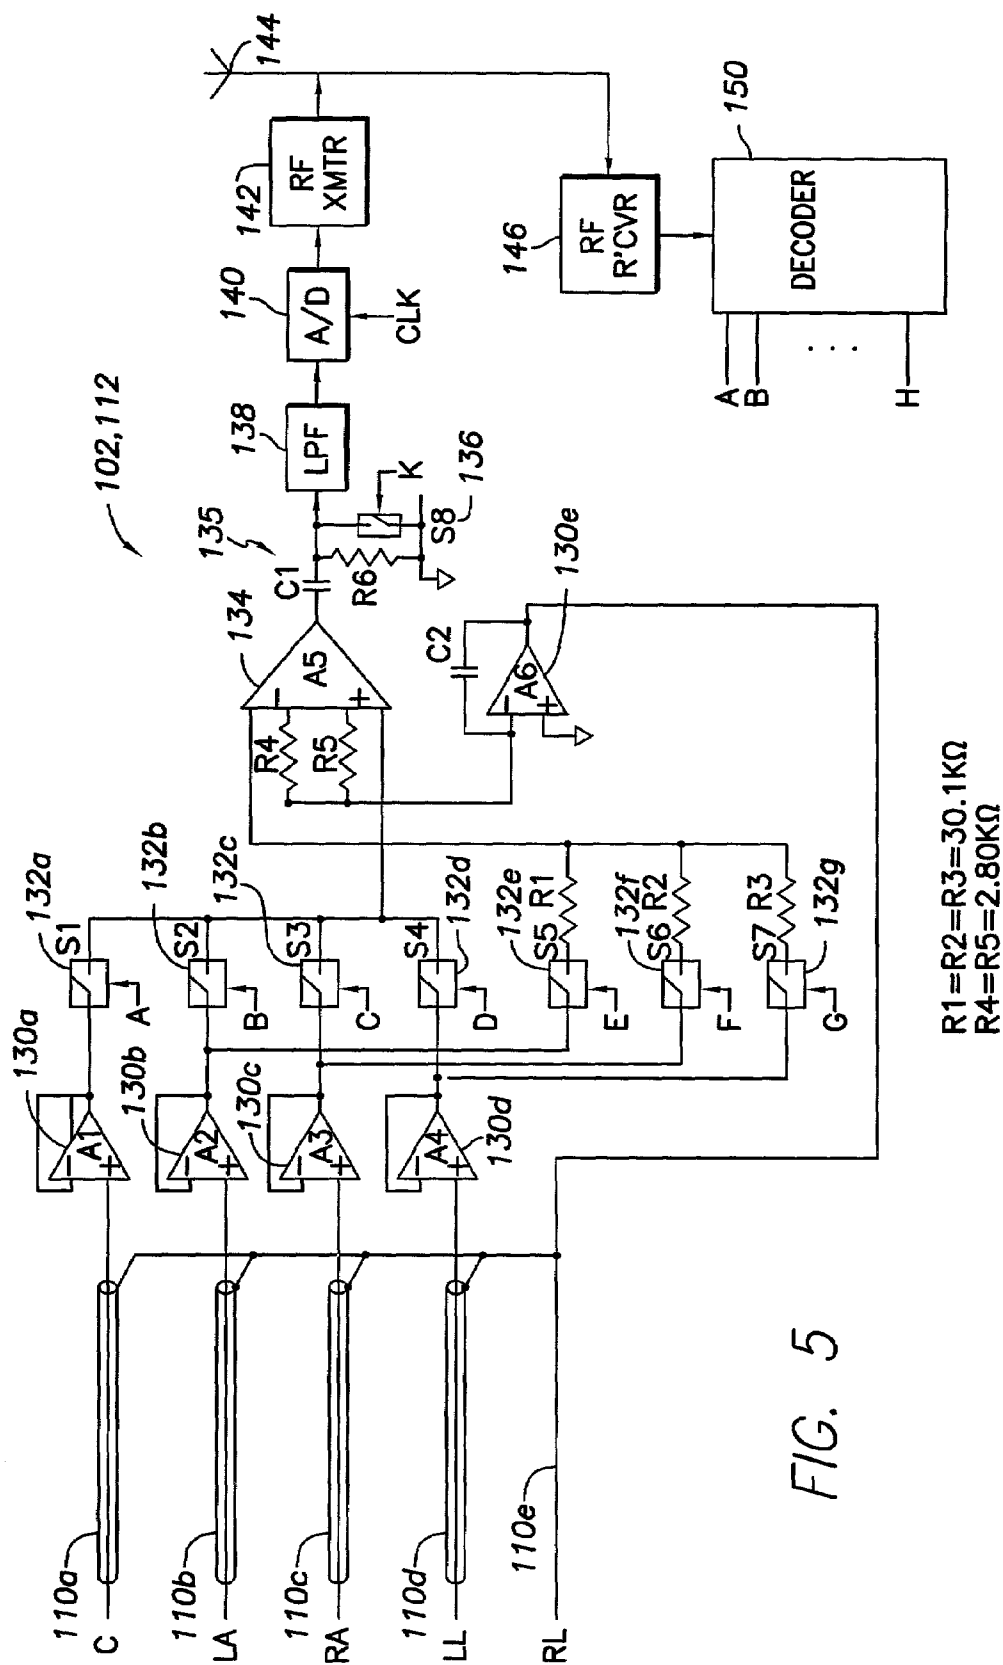 102,112
144
142
RF
XMTR
140
A/D
CLK
138
LPF
135
C1
R6
K
S8
136
134
A5
−
+
R4
R5
C2
A6
−
+
130e
146
RF
R'CVR
150
DECODER
A
B
. . .
H
132a
S1
A
132b
S2
B
132c
S3
C
132d
S4
D
132e
S5
R1
E
132f
S6
R2
F
132g
S7
R3
G
130a
A1
−
+
130b
A2
−
+
130c
A3
−
+
130d
A4
−
+
110a
C
110b
LA
110c
RA
110d
LL
110e
RL
R1=R2=R3=30.1KΩ
R4=R5=2.80KΩ
FIG. 5